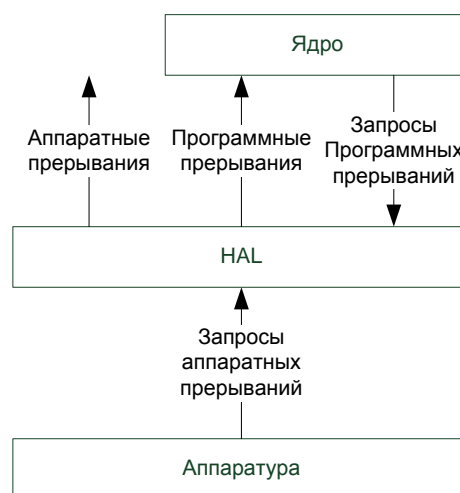 Ядро
Аппаратные
прерывания
Программные
прерывания
Запросы
Программных
прерываний
HAL
Запросы
аппаратных
прерываний
Аппаратура